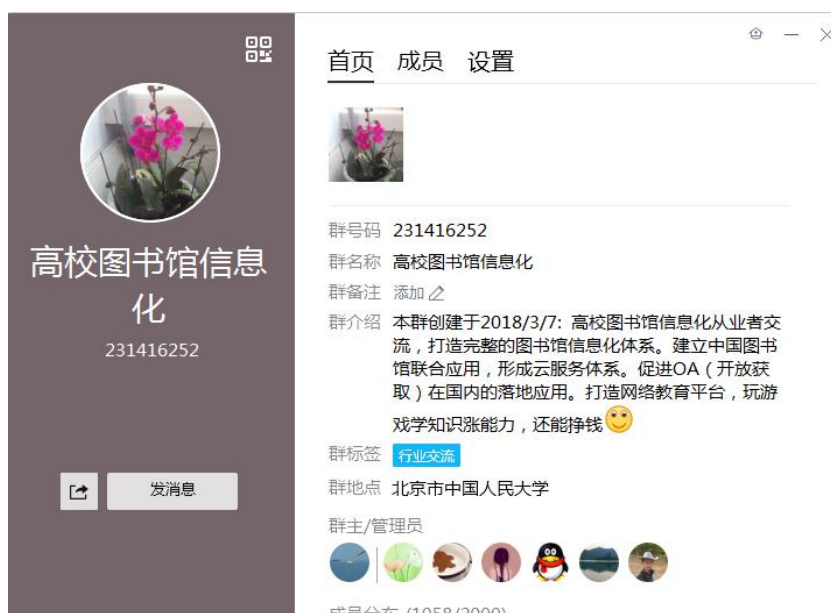 首页 成员 设置
高校图书馆信息
化
231416252
发消息
群号码 231416252
群名称 高校图书馆信息化
群备注 添加
群介绍 本群创建于2018/3/7: 高校图书馆信息化从业者交
流，打造完整的图书馆信息化体系。建立中国图书
馆联合应用，形成云服务体系。促进OA（开放获
取）在国内的落地应用。打造网络教育平台，玩游
戏学知识涨能力，还能挣钱
群标签 行业交流
群地点 北京市中国人民大学
群主/管理员
成员分布 (1058/2000)